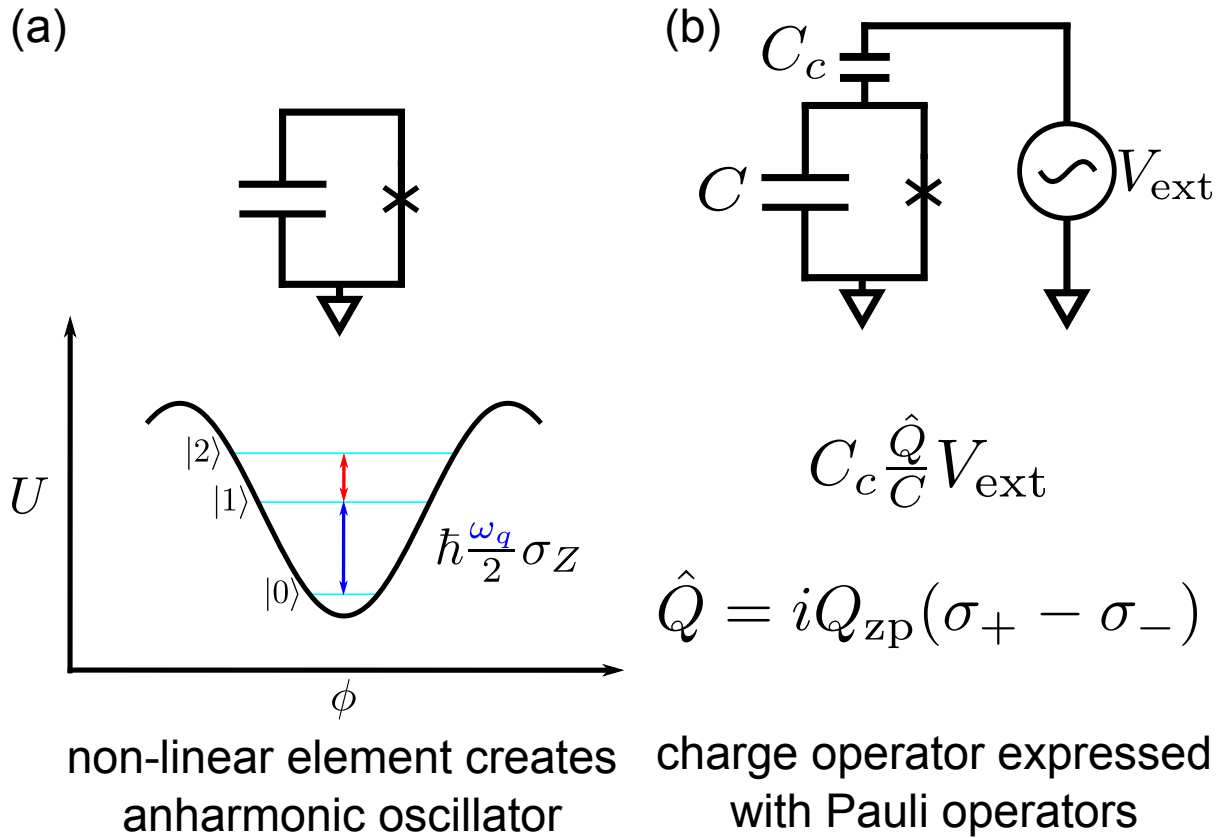 (a)
(b)
C_c
C
V_ext
|2⟩
|1⟩
|0⟩
U
ħ ω_q/2 σ_Z
ϕ
C_c Q̂/C V_ext
Q̂ = iQ_zp(σ_+ − σ_−)
non-linear element creates
anharmonic oscillator
charge operator expressed
with Pauli operators